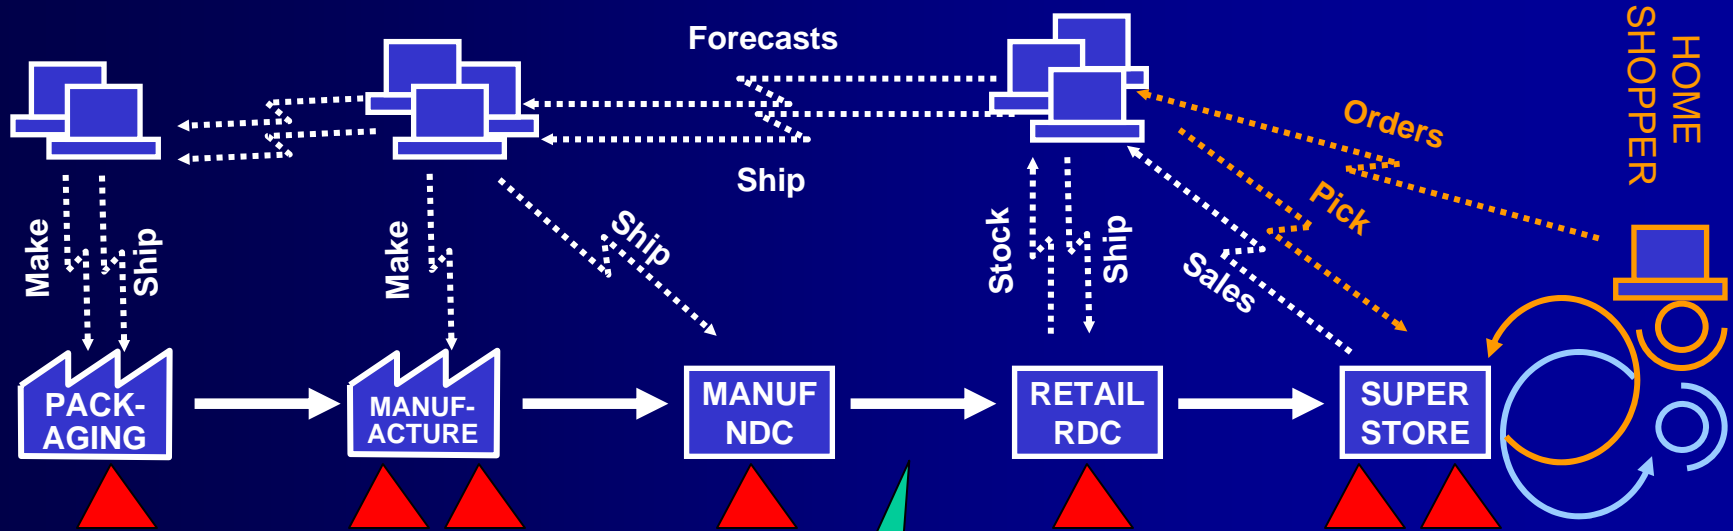 Forecasts
HOME
SHOPPER
Orders
Ship
Pick
Make
Ship
Make
Ship
Stock
Ship
Sales
PACK-
AGING
MANUF-
ACTURE
MANUF
NDC
RETAIL
RDC
SUPER
STORE